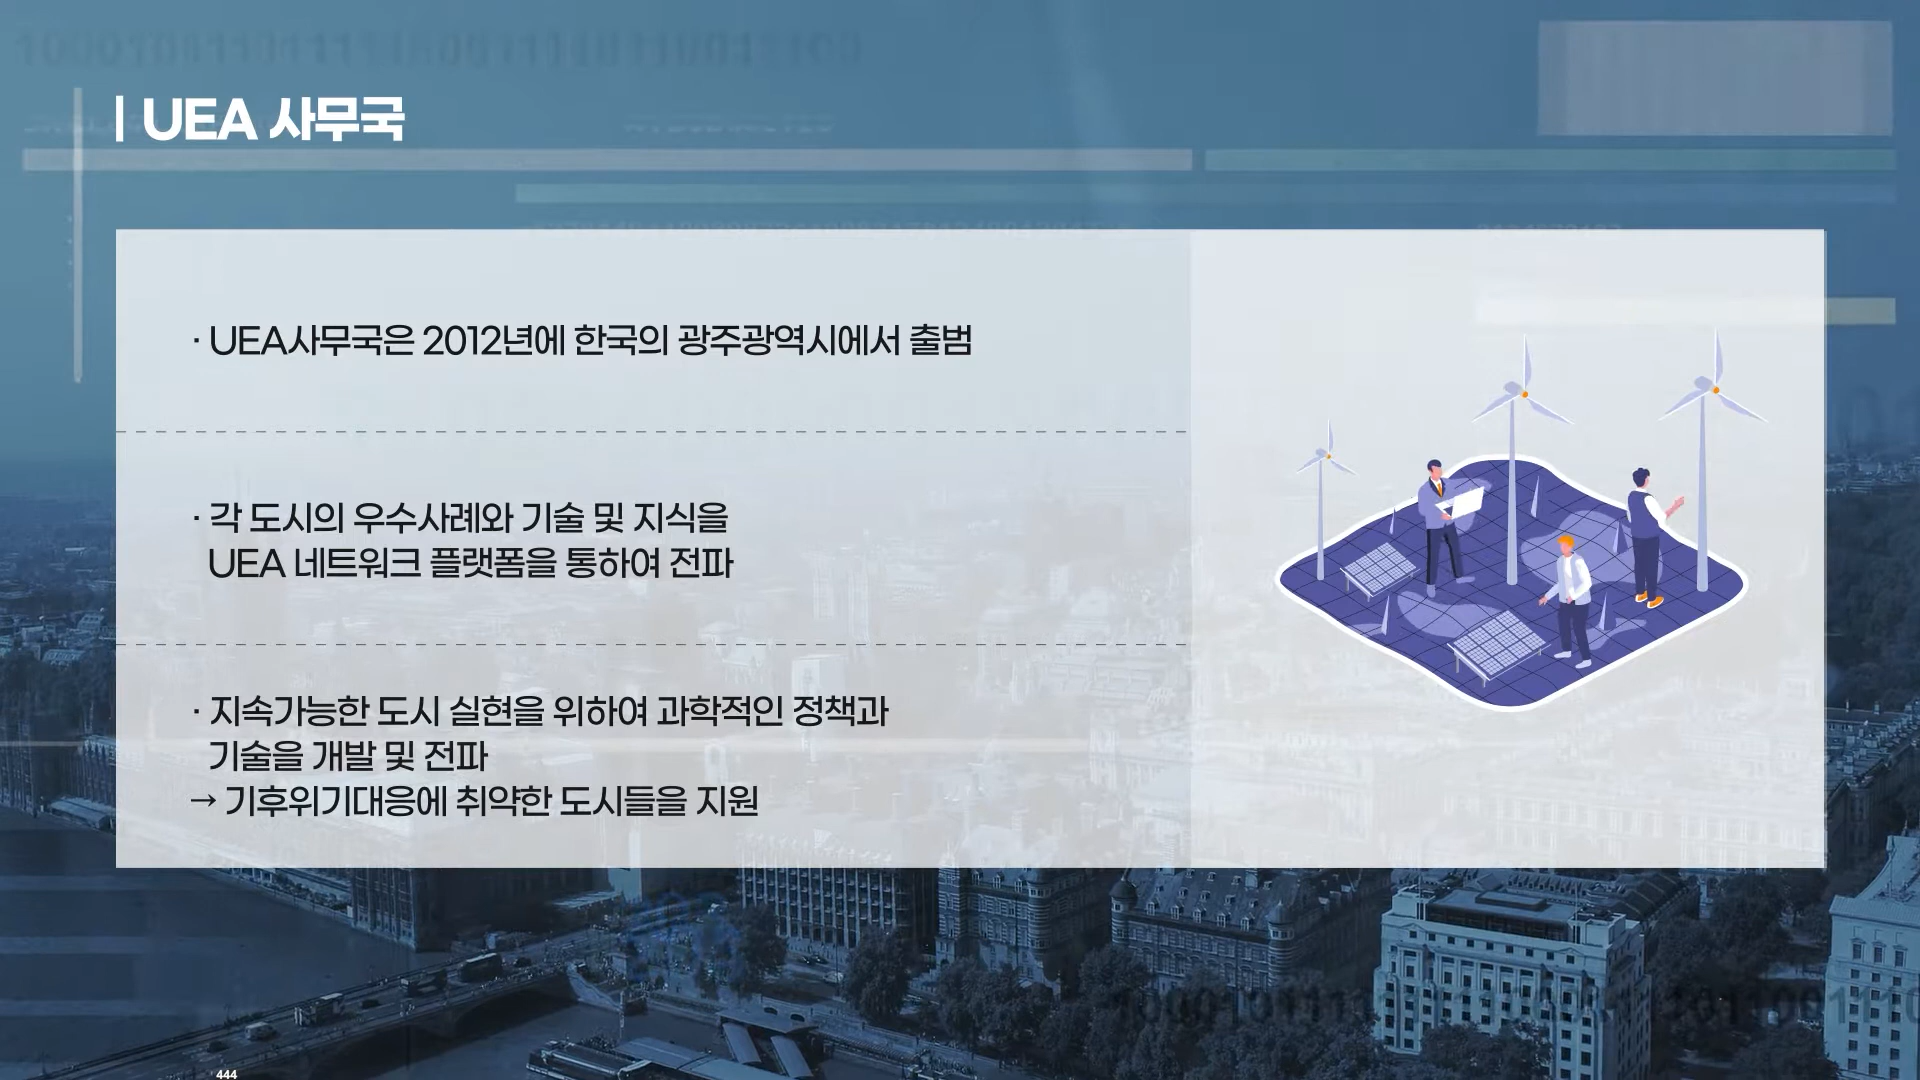 UEA 사무국
· UEA사무국은 2012년에 한국의 광주광역시에서 출범
· 각 도시의 우수사례와 기술 및 지식을
UEA 네트워크 플랫폼을 통하여 전파
· 지속가능한 도시 실현을 위하여 과학적인 정책과
기술을 개발 및 전파
→ 기후위기대응에 취약한 도시들을 지원
444